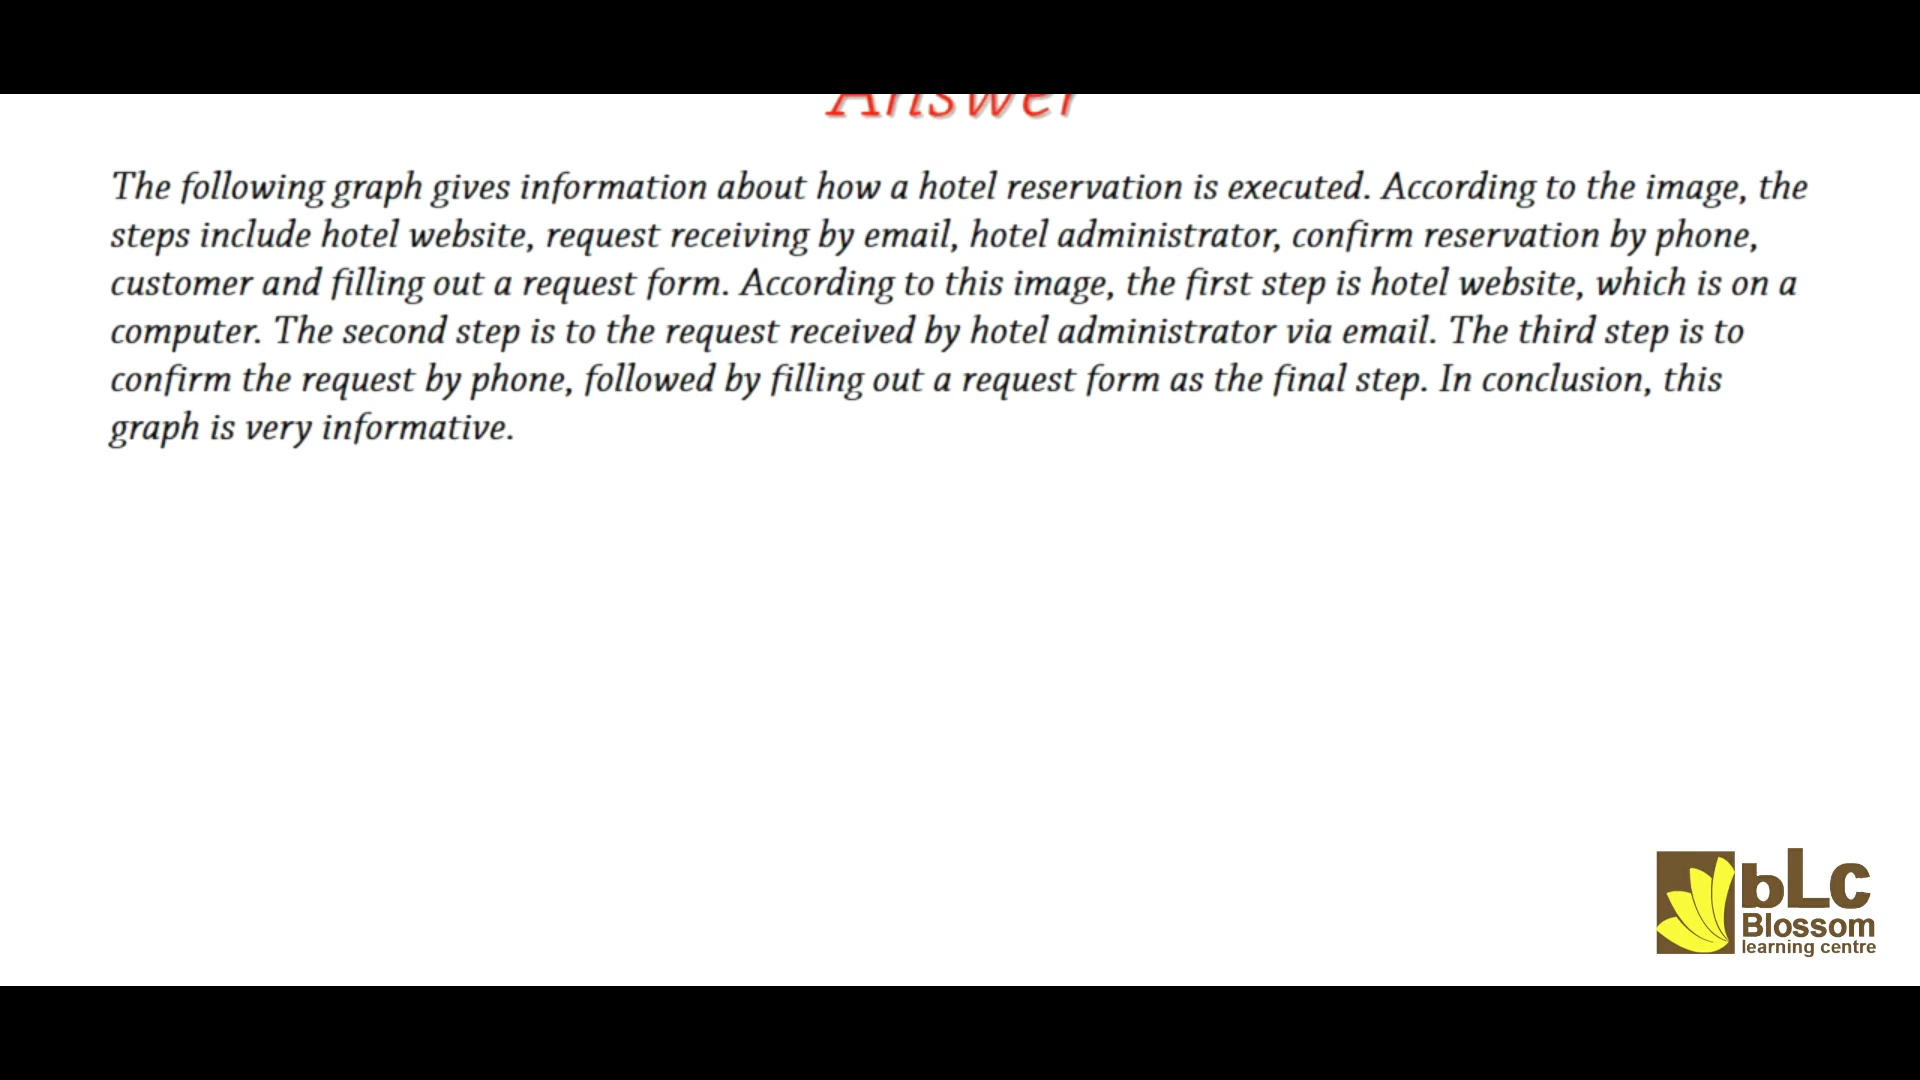 Answer
The following graph gives information about how a hotel reservation is executed. According to the image, the
steps include hotel website, request receiving by email, hotel administrator, confirm reservation by phone,
customer and filling out a request form. According to this image, the first step is hotel website, which is on a
computer. The second step is to the request received by hotel administrator via email. The third step is to
confirm the request by phone, followed by filling out a request form as the final step. In conclusion, this
graph is very informative.
bLc
Blossom
learning centre